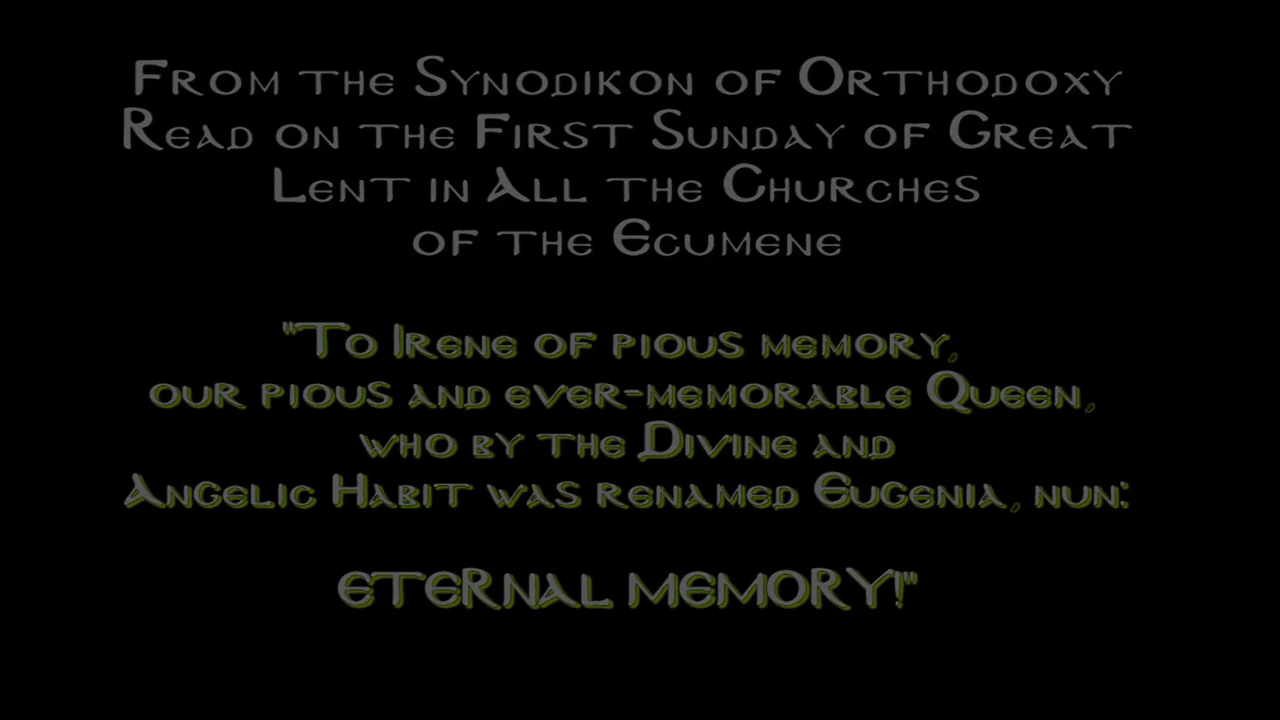 From the Synodikon of Orthodoxy
Read on the First Sunday of Great
Lent in All the Churches
of the Ecumene
"To Irene of pious memory,
our pious and ever-memorable Queen,
who by the Divine and
Angelic Habit was renamed Eugenia, nun:
ETERNAL MEMORY!"